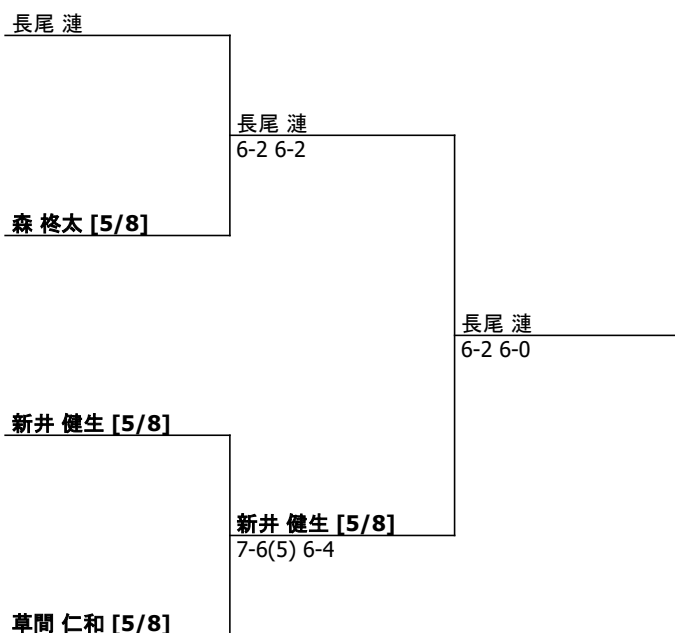 長尾 漣
長尾 漣
6-2 6-2
森 柊太 [5/8]
長尾 漣
6-2 6-0
新井 健生 [5/8]
新井 健生 [5/8]
7-6(5) 6-4
草間 仁和 [5/8]